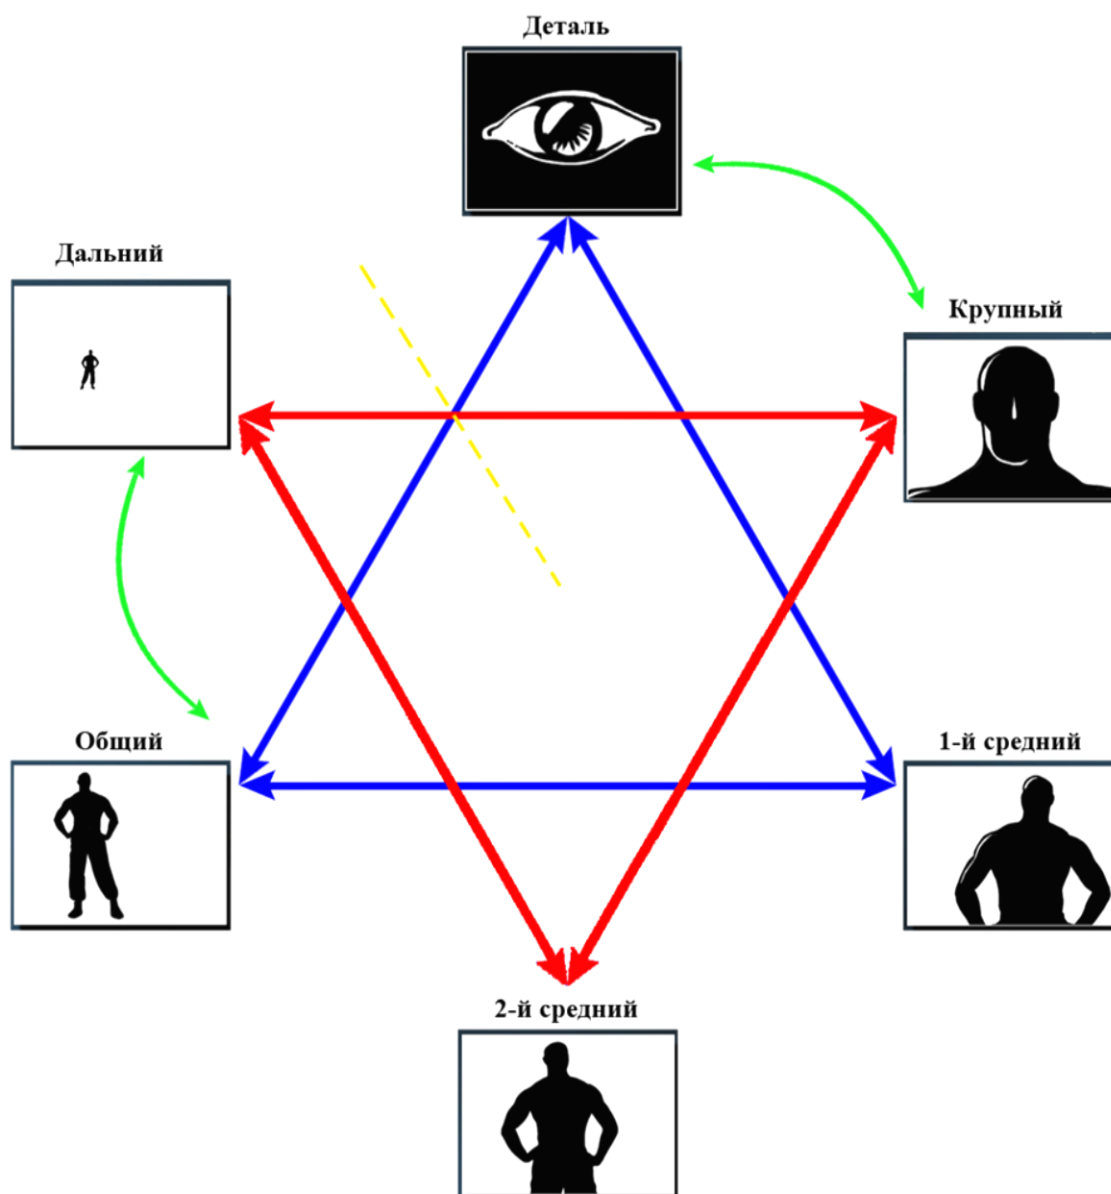 Деталь
Дальний
Крупный
Общий
1-й средний
2-й средний